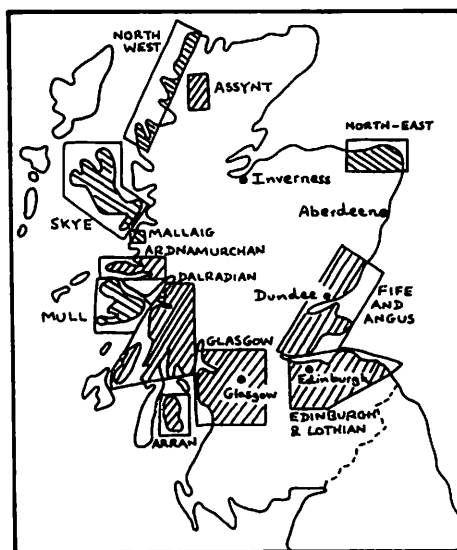 NORTH
WEST
ASSYNT
NORTH-EAST
Inverness
Aberdeen
SKYE
MALLAIG
ARDNAMURCHAN
DALRADIAN
Dundee
FIFE
AND
ANGUS
MULL
GLASGOW
Glasgow
Edinburgh
EDINBURGH
& LOTHIAN
ARRAN